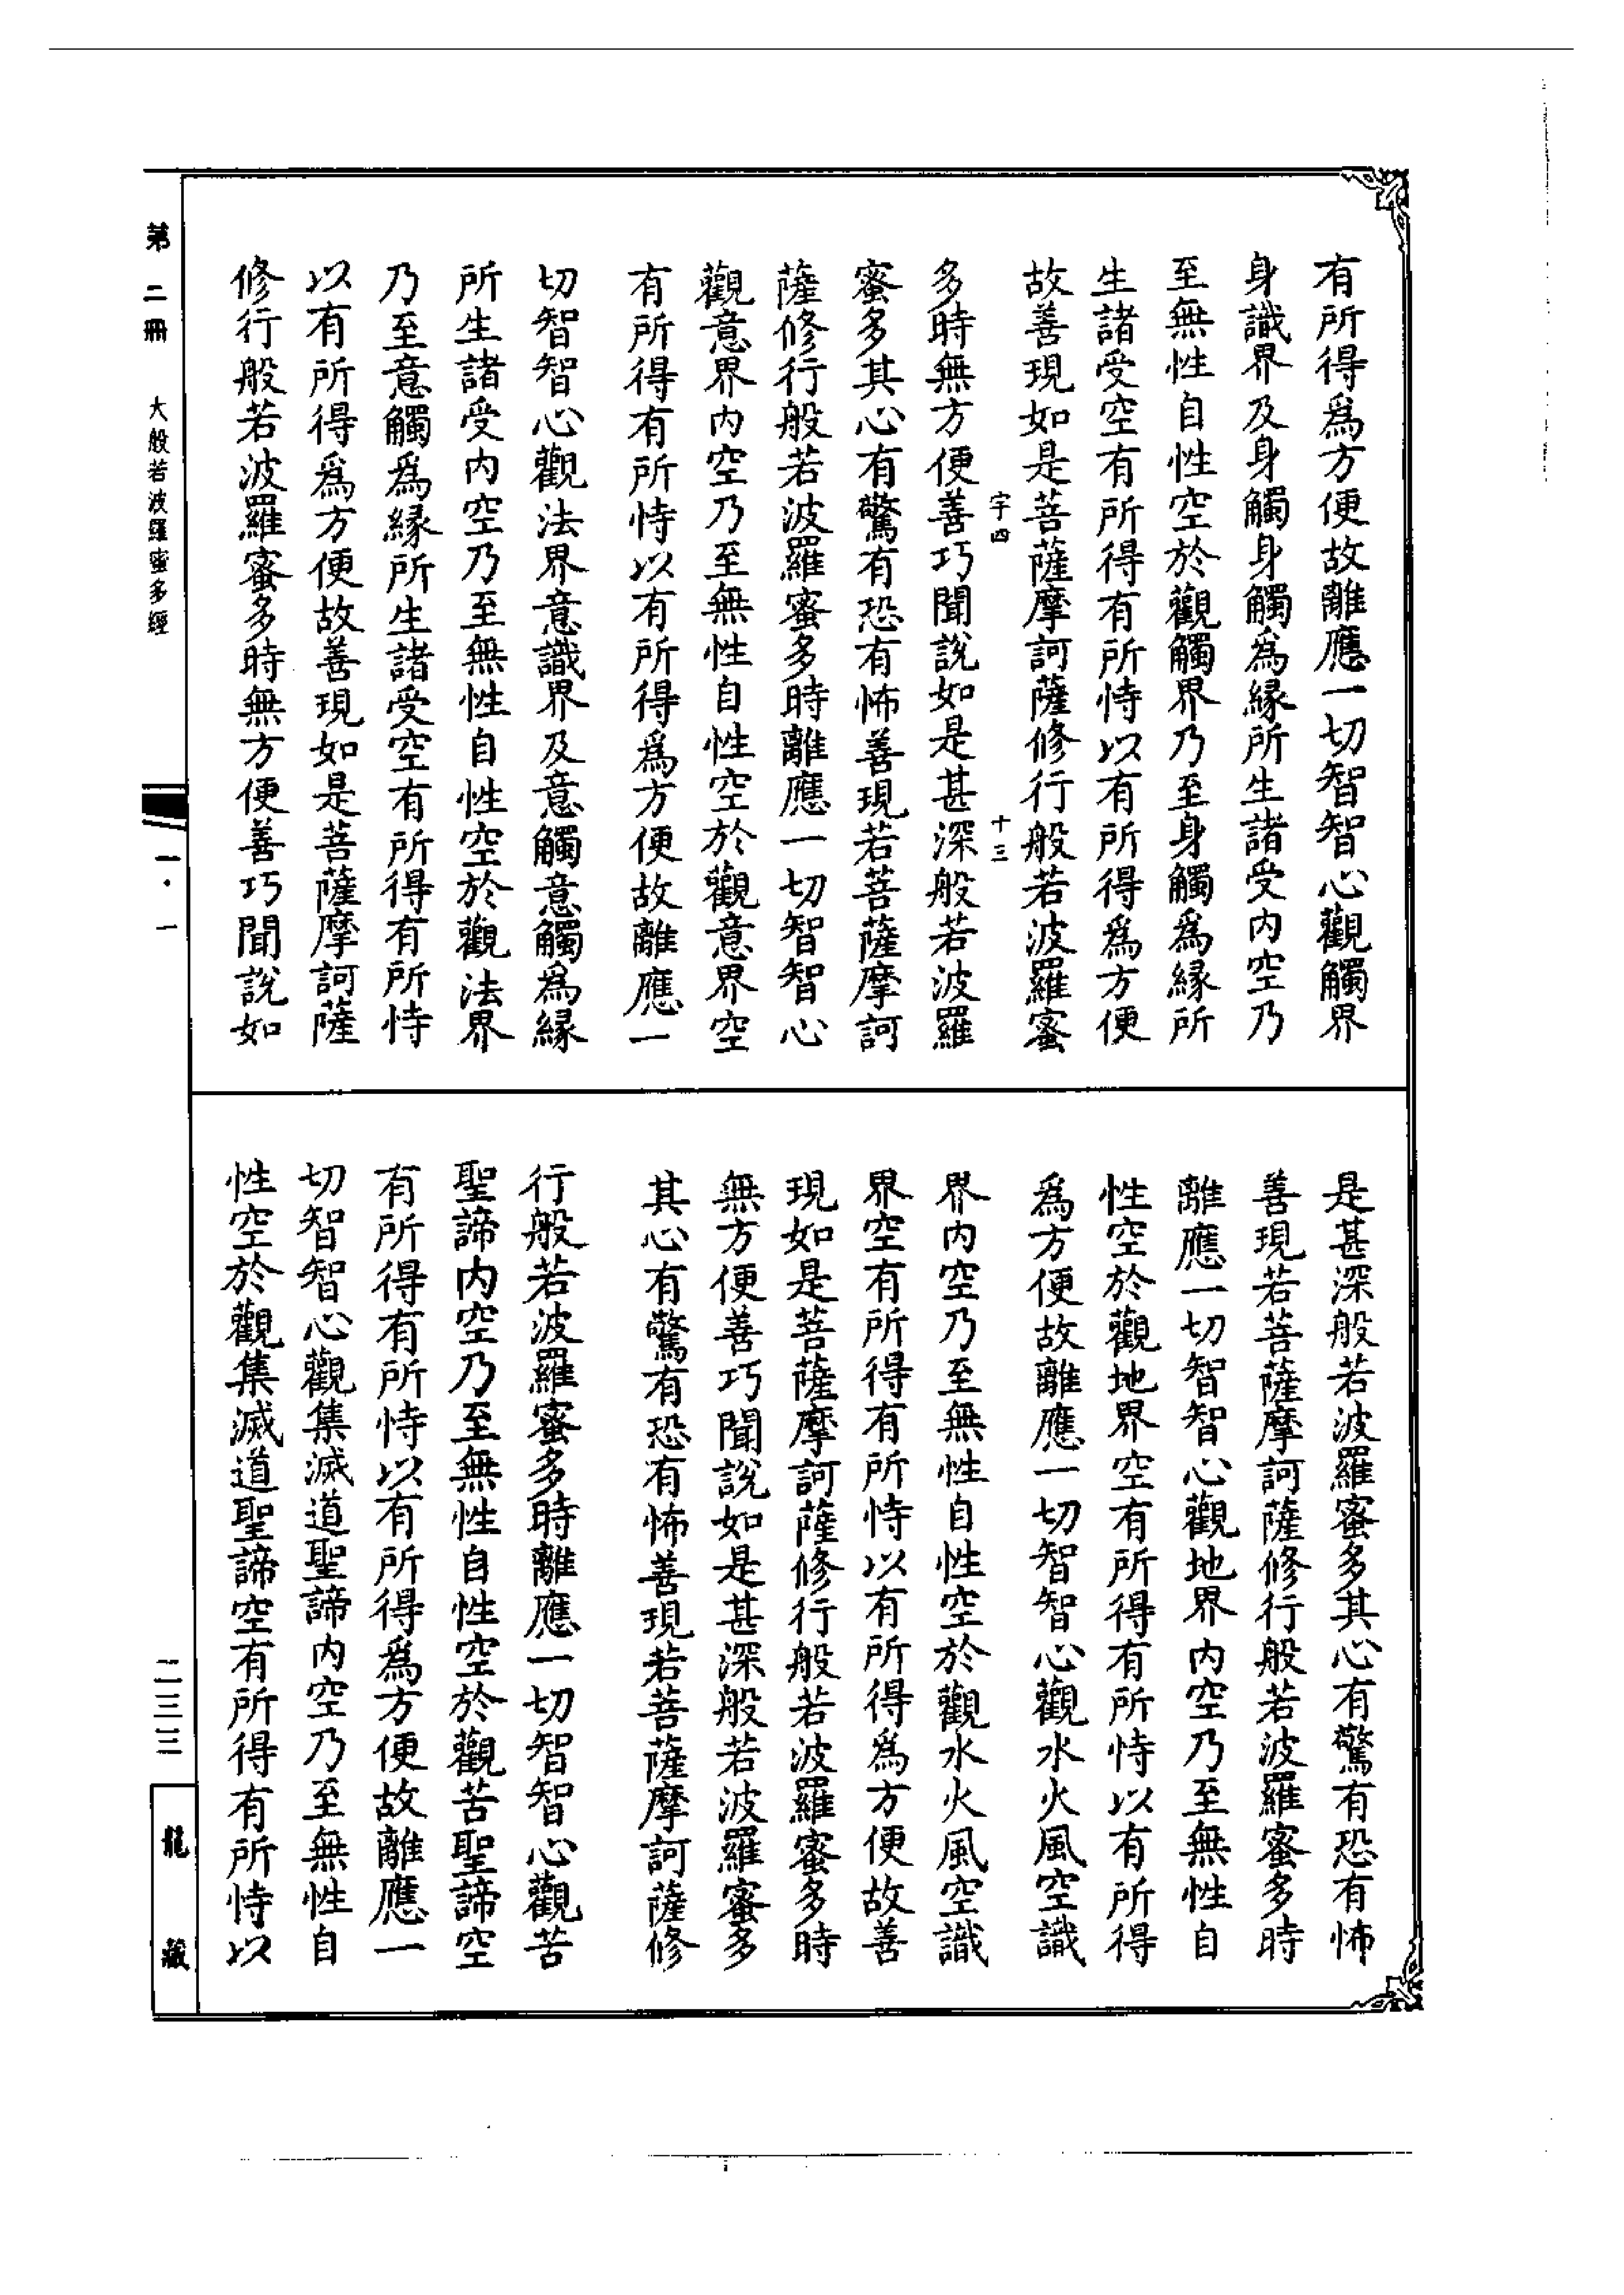 有所得爲方便故離應一切智智心觀觸界
身識界及身觸身觸爲緣所生諸受內空乃
至無性自性空於觀觸界乃至身觸爲緣所
生諸受空有所得有所恃以有所得爲方便
故善現如是菩薩摩訶薩修行般若波羅蜜
字四 十三
多時無方便善巧聞說如是甚深般若波羅
蜜多其心有驚有恐有怖善現若菩薩摩訶
薩修行般若波羅蜜多時離應一切智智心
觀意界內空乃至無性自性空於觀意界空
有所得有所恃以有所得爲方便故離應一
切智智心觀法界意識界及意觸意觸爲緣
所生諸受內空乃至無性自性空於觀法界
乃至意觸爲緣所生諸受空有所得有所恃
以有所得爲方便故善現如是菩薩摩訶薩
修行般若波羅蜜多時無方便善巧聞說如
是甚深般若波羅蜜多其心有驚有恐有怖
善現若菩薩摩訶薩修行般若波羅蜜多時
離應一切智智心觀地界內空乃至無性自
性空於觀地界空有所得有所恃以有所得
爲方便故離應一切智智心觀水火風空識
界內空乃至無性自性空於觀水火風空識
界空有所得有所恃以有所得爲方便故善
現如是菩薩摩訶薩修行般若波羅蜜多時
無方便善巧聞說如是甚深般若波羅蜜多
其心有驚有恐有怖善現若菩薩摩訶薩修
行般若波羅蜜多時離應一切智智心觀苦
聖諦內空乃至無性自性空於觀苦聖諦空
有所得有所恃以有所得爲方便故離應一
切智智心觀集滅道聖諦內空乃至無性自
性空於觀集滅道聖諦空有所得有所恃以
第二冊 大般若波羅蜜多經 一·一 二三三 龍藏